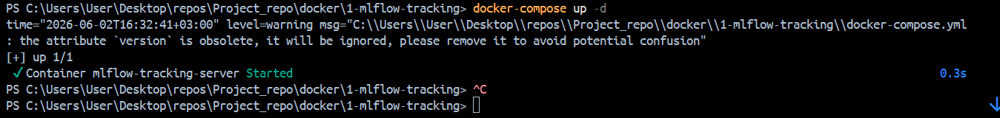 PS C:\Users\User\Desktop\repos\Project_repo\docker\1-mlflow-tracking> docker-compose up -d
time="2026-06-02T16:32:41+03:00" level=warning msg="C:\\Users\\User\\Desktop\\repos\\Project_repo\\docker\\1-mlflow-tracking\\docker-compose.yml
: the attribute `version` is obsolete, it will be ignored, please remove it to avoid potential confusion"
[+] up 1/1
✔Container mlflow-tracking-server Started 0.3s
PS C:\Users\User\Desktop\repos\Project_repo\docker\1-mlflow-tracking> ^C
PS C:\Users\User\Desktop\repos\Project_repo\docker\1-mlflow-tracking>